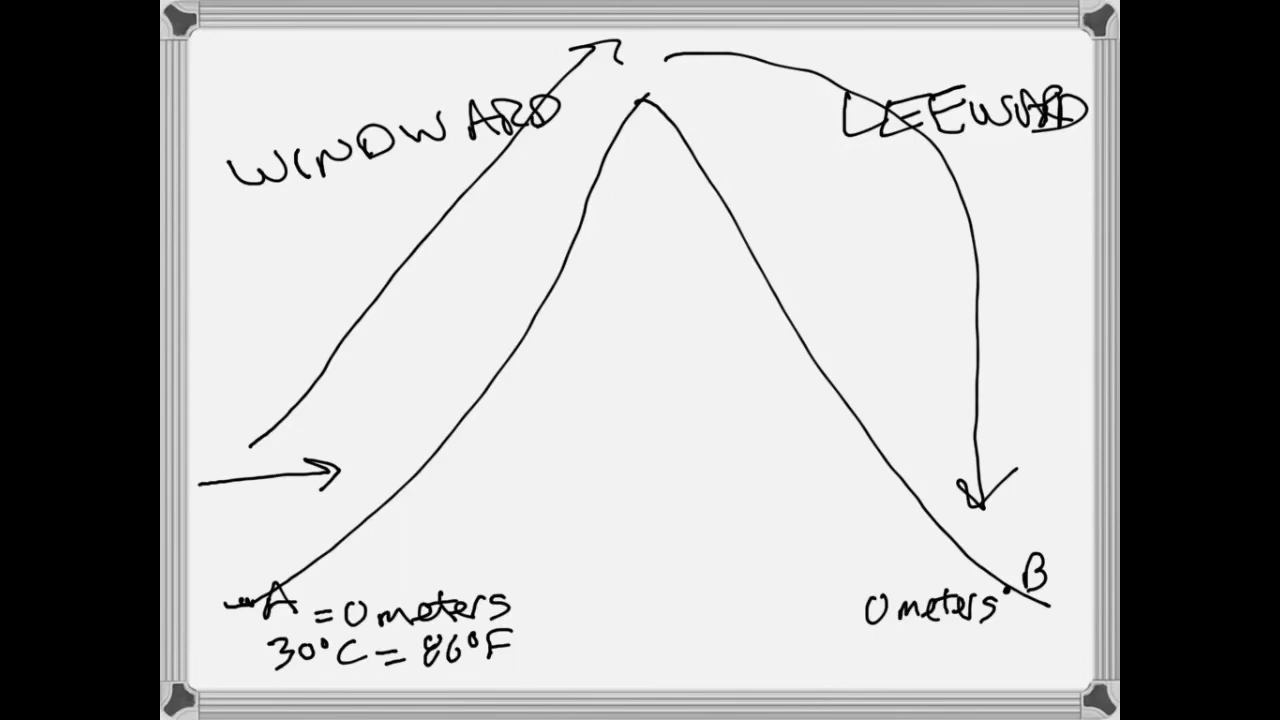 WINDWARD
LEEWARD
A = 0 meters
30°C = 86°F
B
0 meters